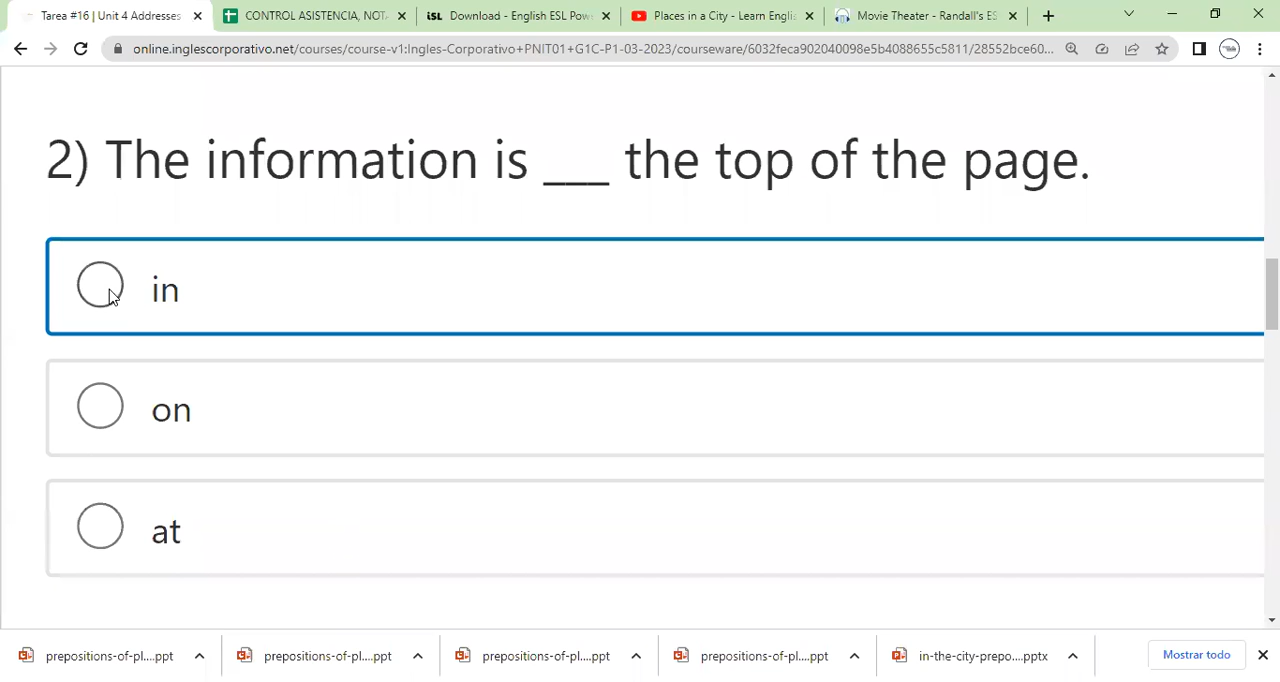 Tarea #16 | Unit 4 Addresses
CONTROL ASISTENCIA, NOTA
iSL Download - English ESL Pow
Places in a City - Learn Englis
Movie Theater - Randall's ES
online.inglescorporativo.net/courses/course-v1:Ingles-Corporativo+PNIT01+G1C-P1-03-2023/courseware/6032feca902040098e5b4088655c5811/28552bce60...
2) The information is ___ the top of the page.
in
on
at
prepositions-of-pl....ppt
prepositions-of-pl....ppt
prepositions-of-pl....ppt
prepositions-of-pl....ppt
in-the-city-prepo....pptx
Mostrar todo